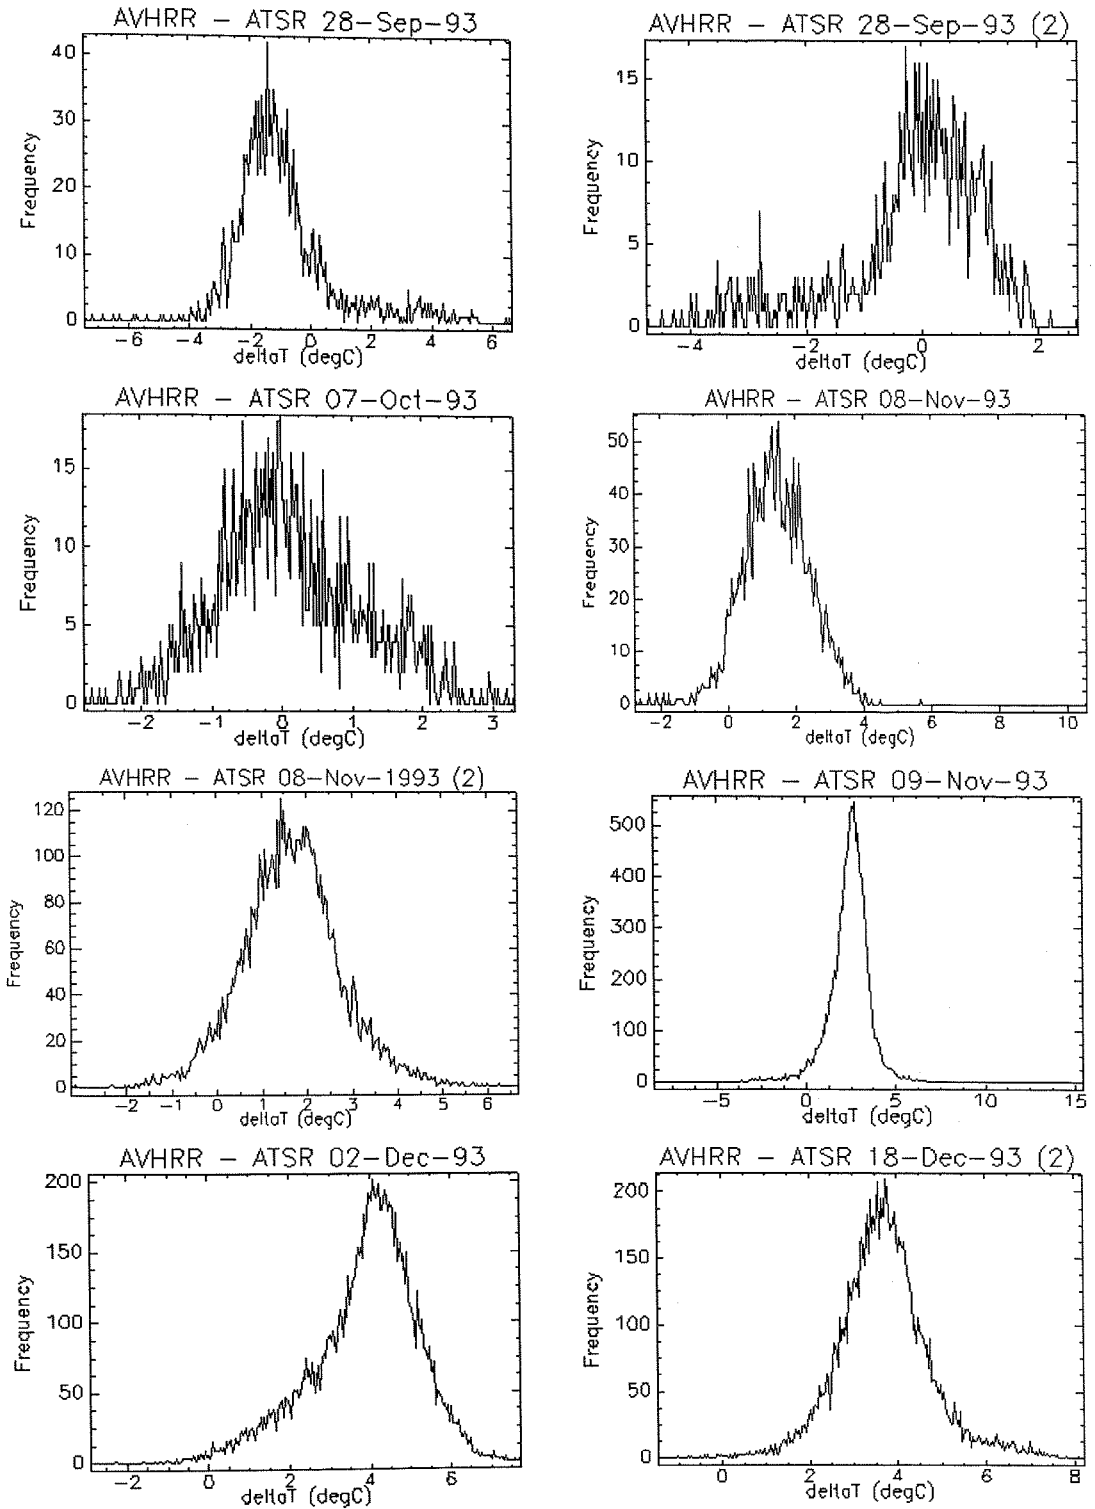 AVHRR - ATSR 28-Sep-93
40
30
20
10
0
Frequency
-6 -4 -2 0 2 4 6
deltaT (degC)
AVHRR - ATSR 28-Sep-93 (2)
15
10
5
0
Frequency
-4 -2 0 2
deltaT (degC)
AVHRR - ATSR 07-Oct-93
15
10
5
0
Frequency
-2 -1 0 1 2 3
deltaT (degC)
AVHRR - ATSR 08-Nov-93
50
40
30
20
10
0
Frequency
-2 0 2 4 6 8 10
deltaT (degC)
AVHRR - ATSR 08-Nov-1993 (2)
120
100
80
60
40
20
0
Frequency
-2 -1 0 1 2 3 4 5 6
deltaT (degC)
AVHRR - ATSR 09-Nov-93
500
400
300
200
100
0
Frequency
-5 0 5 10 15
deltaT (degC)
AVHRR - ATSR 02-Dec-93
200
150
100
50
0
Frequency
-2 0 2 4 6
deltaT (degC)
AVHRR - ATSR 18-Dec-93 (2)
200
150
100
50
0
Frequency
0 2 4 6 8
deltaT (degC)